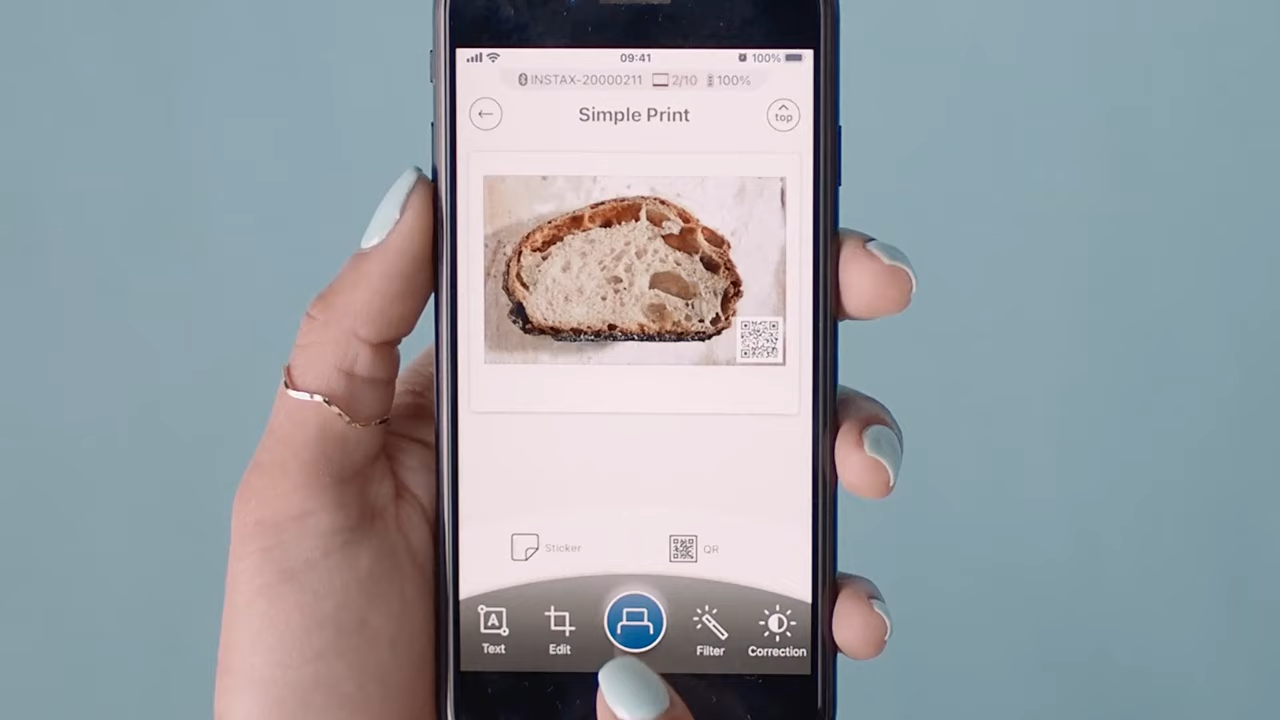 09:41 100%
INSTAX-20000211 2/10 100%
Simple Print
top
Sticker QR
Text Edit Filter Correction
A